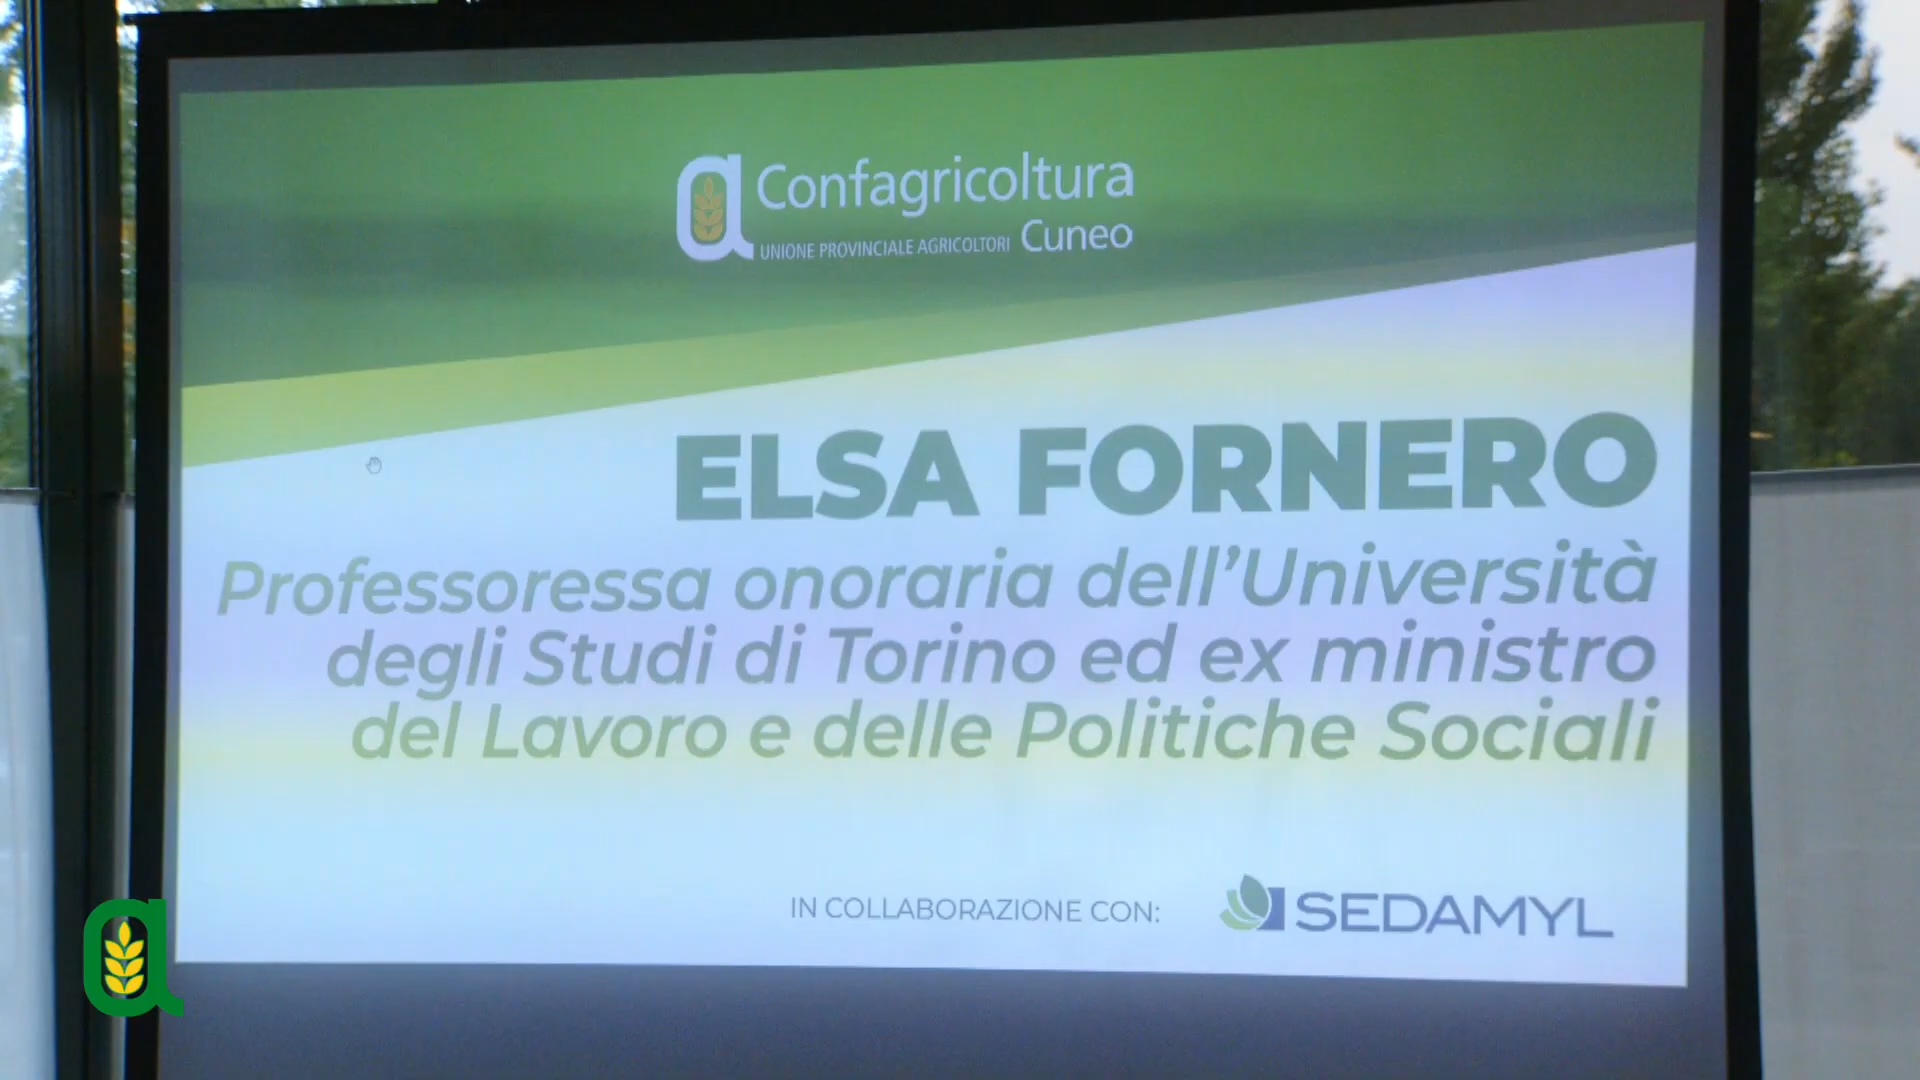 Confagricoltura
UNIONE PROVINCIALE AGRICOLTORI Cuneo
ELSA FORNERO
Professoressa onoraria dell’Università
degli Studi di Torino ed ex ministro
del Lavoro e delle Politiche Sociali
IN COLLABORAZIONE CON: SEDAMYL